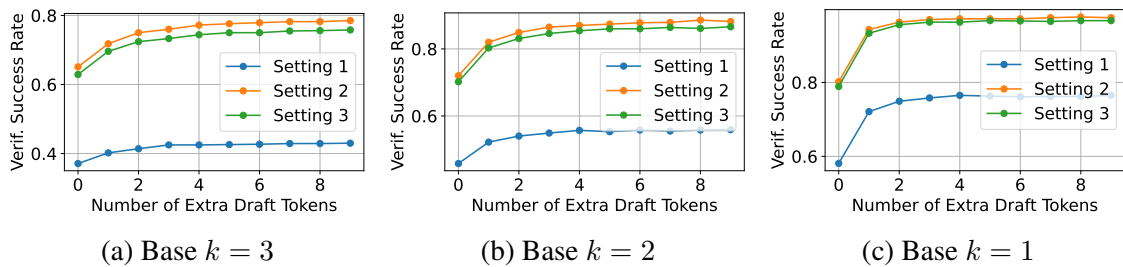 Verif. Success Rate
0.8
0.6
0.4
0 2 4 6 8
Number of Extra Draft Tokens
Setting 1
Setting 2
Setting 3
(a) Base k = 3
Verif. Success Rate
0.8
0.6
0 2 4 6 8
Number of Extra Draft Tokens
Setting 1
Setting 2
Setting 3
(b) Base k = 2
Verif. Success Rate
0.8
0.6
0 2 4 6 8
Number of Extra Draft Tokens
Setting 1
Setting 2
Setting 3
(c) Base k = 1